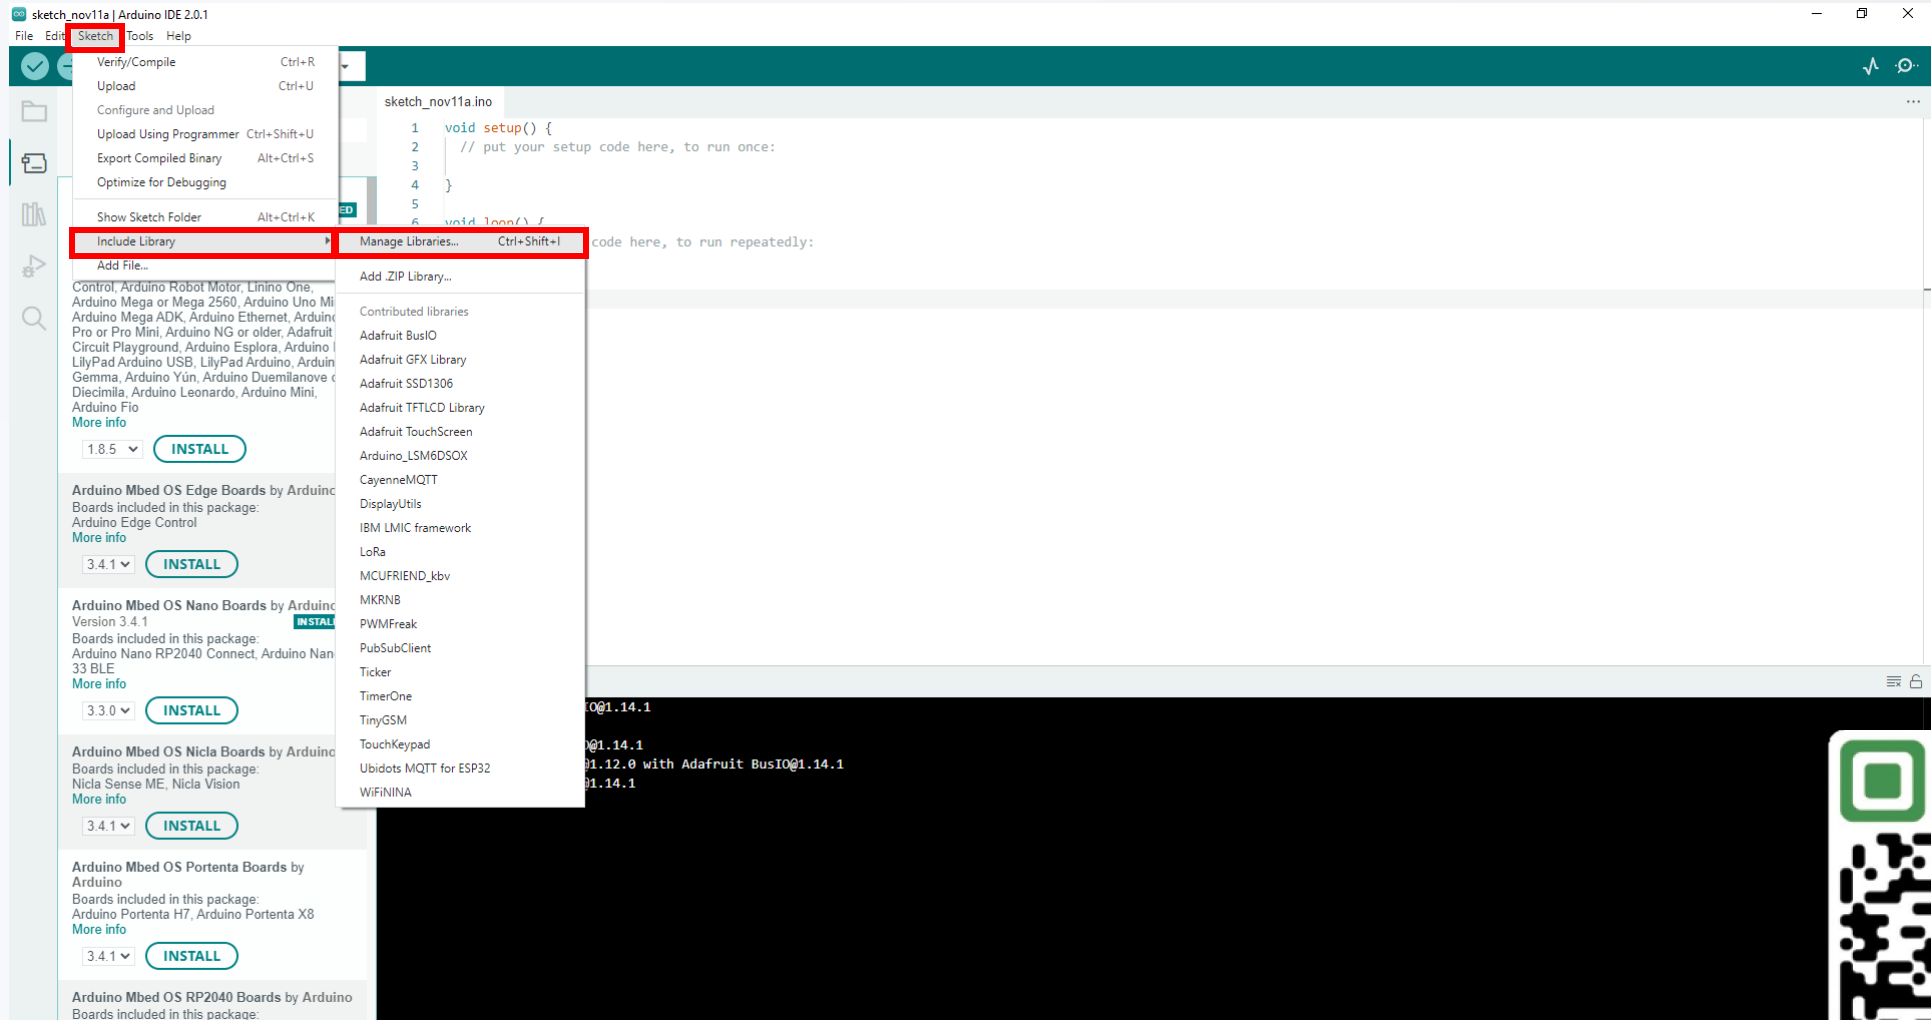 sketch_nov11a | Arduino IDE 2.0.1
File Edit Sketch Tools Help
Verify/Compile Ctrl+R
Upload Ctrl+U
Configure and Upload
Upload Using Programmer Ctrl+Shift+U
Export Compiled Binary Alt+Ctrl+S
Optimize for Debugging
Show Sketch Folder Alt+Ctrl+K
Include Library
Add File...
Manage Libraries... Ctrl+Shift+I
Add .ZIP Library...
Contributed libraries
Adafruit BusIO
Adafruit GFX Library
Adafruit SSD1306
Adafruit TFTLCD Library
Adafruit TouchScreen
Arduino_LSM6DSOX
CayenneMQTT
DisplayUtils
IBM LMIC framework
LoRa
MCUFRIEND_kbv
MKRNB
PWMFreak
PubSubClient
Ticker
TimerOne
TinyGSM
TouchKeypad
Ubidots MQTT for ESP32
WiFiNINA
Control, Arduino Robot Motor, Linino One,
Arduino Mega or Mega 2560, Arduino Uno Mi
Arduino Mega ADK, Arduino Ethernet, Arduino
Pro or Pro Mini, Arduino NG or older, Adafruit
Circuit Playground, Arduino Esplora, Arduino
LilyPad Arduino USB, LilyPad Arduino, Arduin
Gemma, Arduino Yún, Arduino Duemilanove o
Diecimila, Arduino Leonardo, Arduino Mini,
Arduino Fio
More info
1.8.5 INSTALL
Arduino Mbed OS Edge Boards by Arduino
Boards included in this package:
Arduino Edge Control
More info
3.4.1 INSTALL
Arduino Mbed OS Nano Boards by Arduino
Version 3.4.1 INSTALL
Boards included in this package:
Arduino Nano RP2040 Connect, Arduino Nan
33 BLE
More info
3.3.0 INSTALL
Arduino Mbed OS Nicla Boards by Arduino
Boards included in this package:
Nicla Sense ME, Nicla Vision
More info
3.4.1 INSTALL
Arduino Mbed OS Portenta Boards by
Arduino
Boards included in this package:
Arduino Portenta H7, Arduino Portenta X8
More info
3.4.1 INSTALL
Arduino Mbed OS RP2040 Boards by Arduino
Boards included in this package:
sketch_nov11a.ino
1 void setup() {
2 // put your setup code here, to run once:
3
4 }
5
6 void loop() {
code here, to run repeatedly:
IO@1.14.1
@1.14.1
@1.12.0 with Adafruit BusIO@1.14.1
@1.14.1